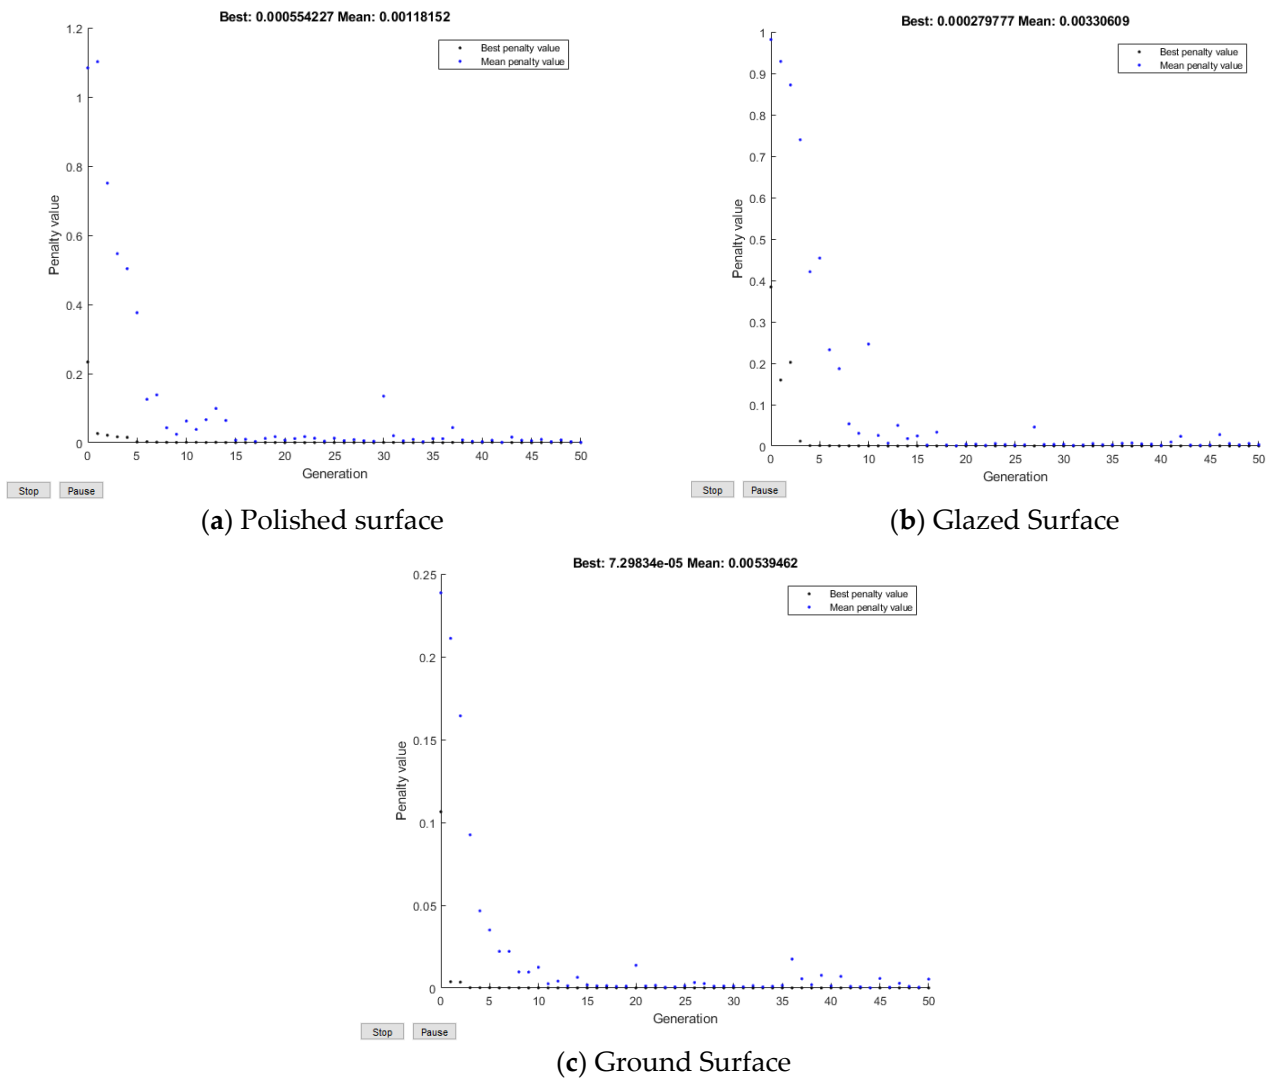 Best: 0.000554227 Mean: 0.00118152
Best penalty value
Mean penalty value
Penalty value
1.2
1
0.8
0.6
0.4
0.2
0
0 5 10 15 20 25 30 35 40 45 50
Generation
Stop Pause
(a) Polished surface
Best: 0.000279777 Mean: 0.00330609
Best penalty value
Mean penalty value
Penalty value
1
0.9
0.8
0.7
0.6
0.5
0.4
0.3
0.2
0.1
0
0 5 10 15 20 25 30 35 40 45 50
Generation
Stop Pause
(b) Glazed Surface
Best: 7.29834e-05 Mean: 0.00539462
Best penalty value
Mean penalty value
Penalty value
0.25
0.2
0.15
0.1
0.05
0
0 5 10 15 20 25 30 35 40 45 50
Generation
Stop Pause
(c) Ground Surface